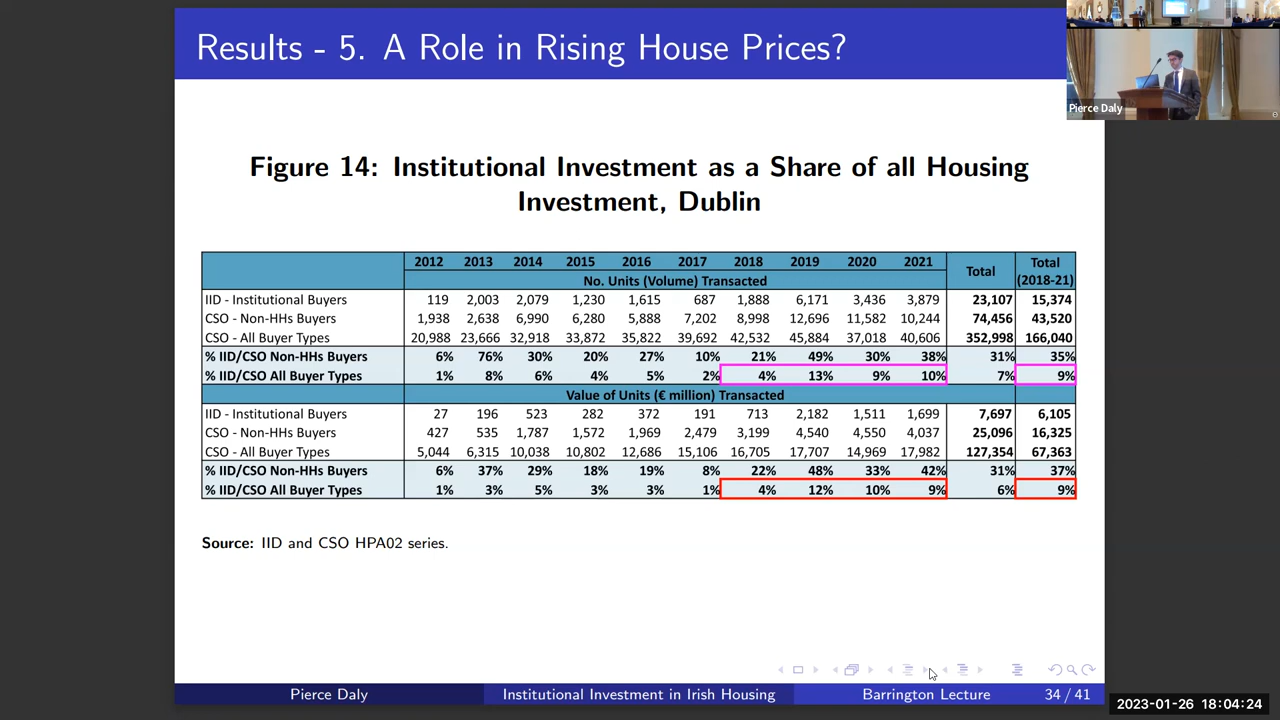 Results - 5. A Role in Rising House Prices?
Pierce Daly
Figure 14: Institutional Investment as a Share of all Housing
Investment, Dublin
2012 2013 2014 2015 2016 2017 2018 2019 2020 2021 Total Total (2018-21)
No. Units (Volume) Transacted
IID - Institutional Buyers 119 2,003 2,079 1,230 1,615 687 1,888 6,171 3,436 3,879 23,107 15,374
CSO - Non-HHs Buyers 1,938 2,638 6,990 6,280 5,888 7,202 8,998 12,696 11,582 10,244 74,456 43,520
CSO - All Buyer Types 20,988 23,666 32,918 33,872 35,822 39,692 42,532 45,884 37,018 40,606 352,998 166,040
% IID/CSO Non-HHs Buyers 6% 76% 30% 20% 27% 10% 21% 49% 30% 38% 31% 35%
% IID/CSO All Buyer Types 1% 8% 6% 4% 5% 2% 4% 13% 9% 10% 7% 9%
Value of Units (€ million) Transacted
IID - Institutional Buyers 27 196 523 282 372 191 713 2,182 1,511 1,699 7,697 6,105
CSO - Non-HHs Buyers 427 535 1,787 1,572 1,969 2,479 3,199 4,540 4,550 4,037 25,096 16,325
CSO - All Buyer Types 5,044 6,315 10,038 10,802 12,686 15,106 16,705 17,707 14,969 17,982 127,354 67,363
% IID/CSO Non-HHs Buyers 6% 37% 29% 18% 19% 8% 22% 48% 33% 42% 31% 37%
% IID/CSO All Buyer Types 1% 3% 5% 3% 3% 1% 4% 12% 10% 9% 6% 9%
Source: IID and CSO HPA02 series.
Pierce Daly Institutional Investment in Irish Housing Barrington Lecture 34 / 41
2023-01-26 18:04:24